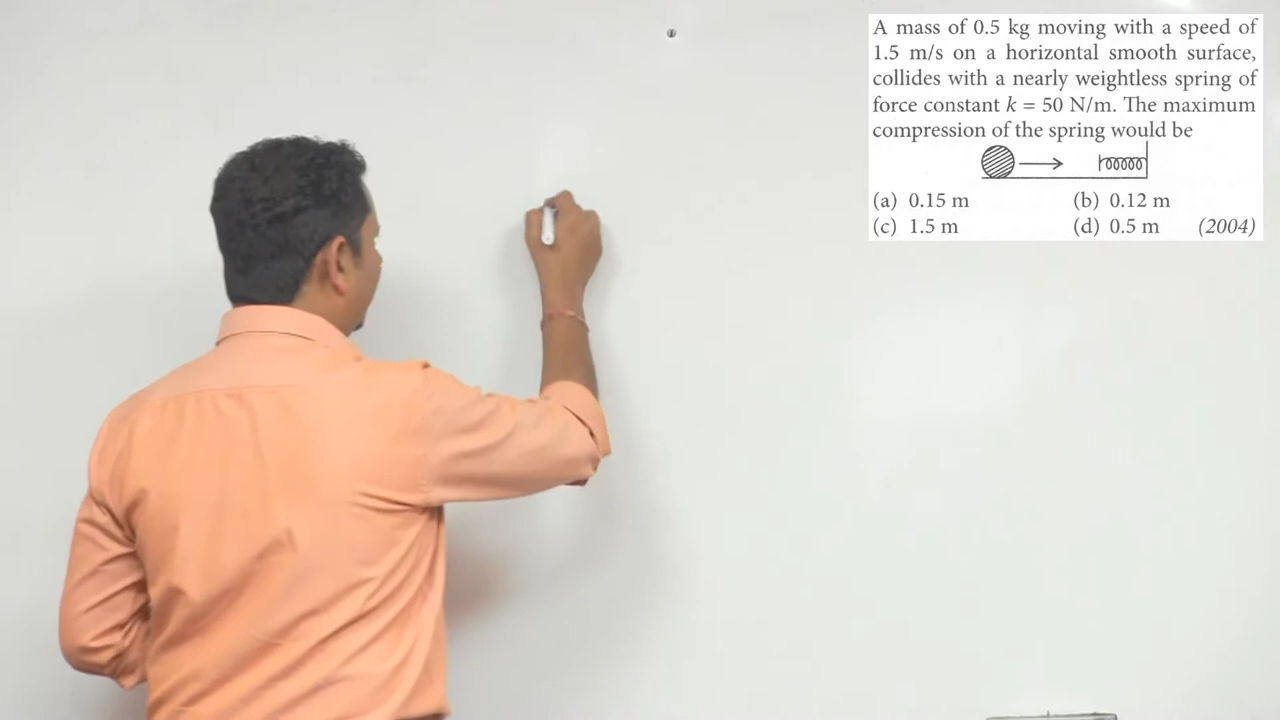 A mass of 0.5 kg moving with a speed of
1.5 m/s on a horizontal smooth surface,
collides with a nearly weightless spring of
force constant k = 50 N/m. The maximum
compression of the spring would be
(a) 0.15 m (b) 0.12 m
(c) 1.5 m (d) 0.5 m (2004)